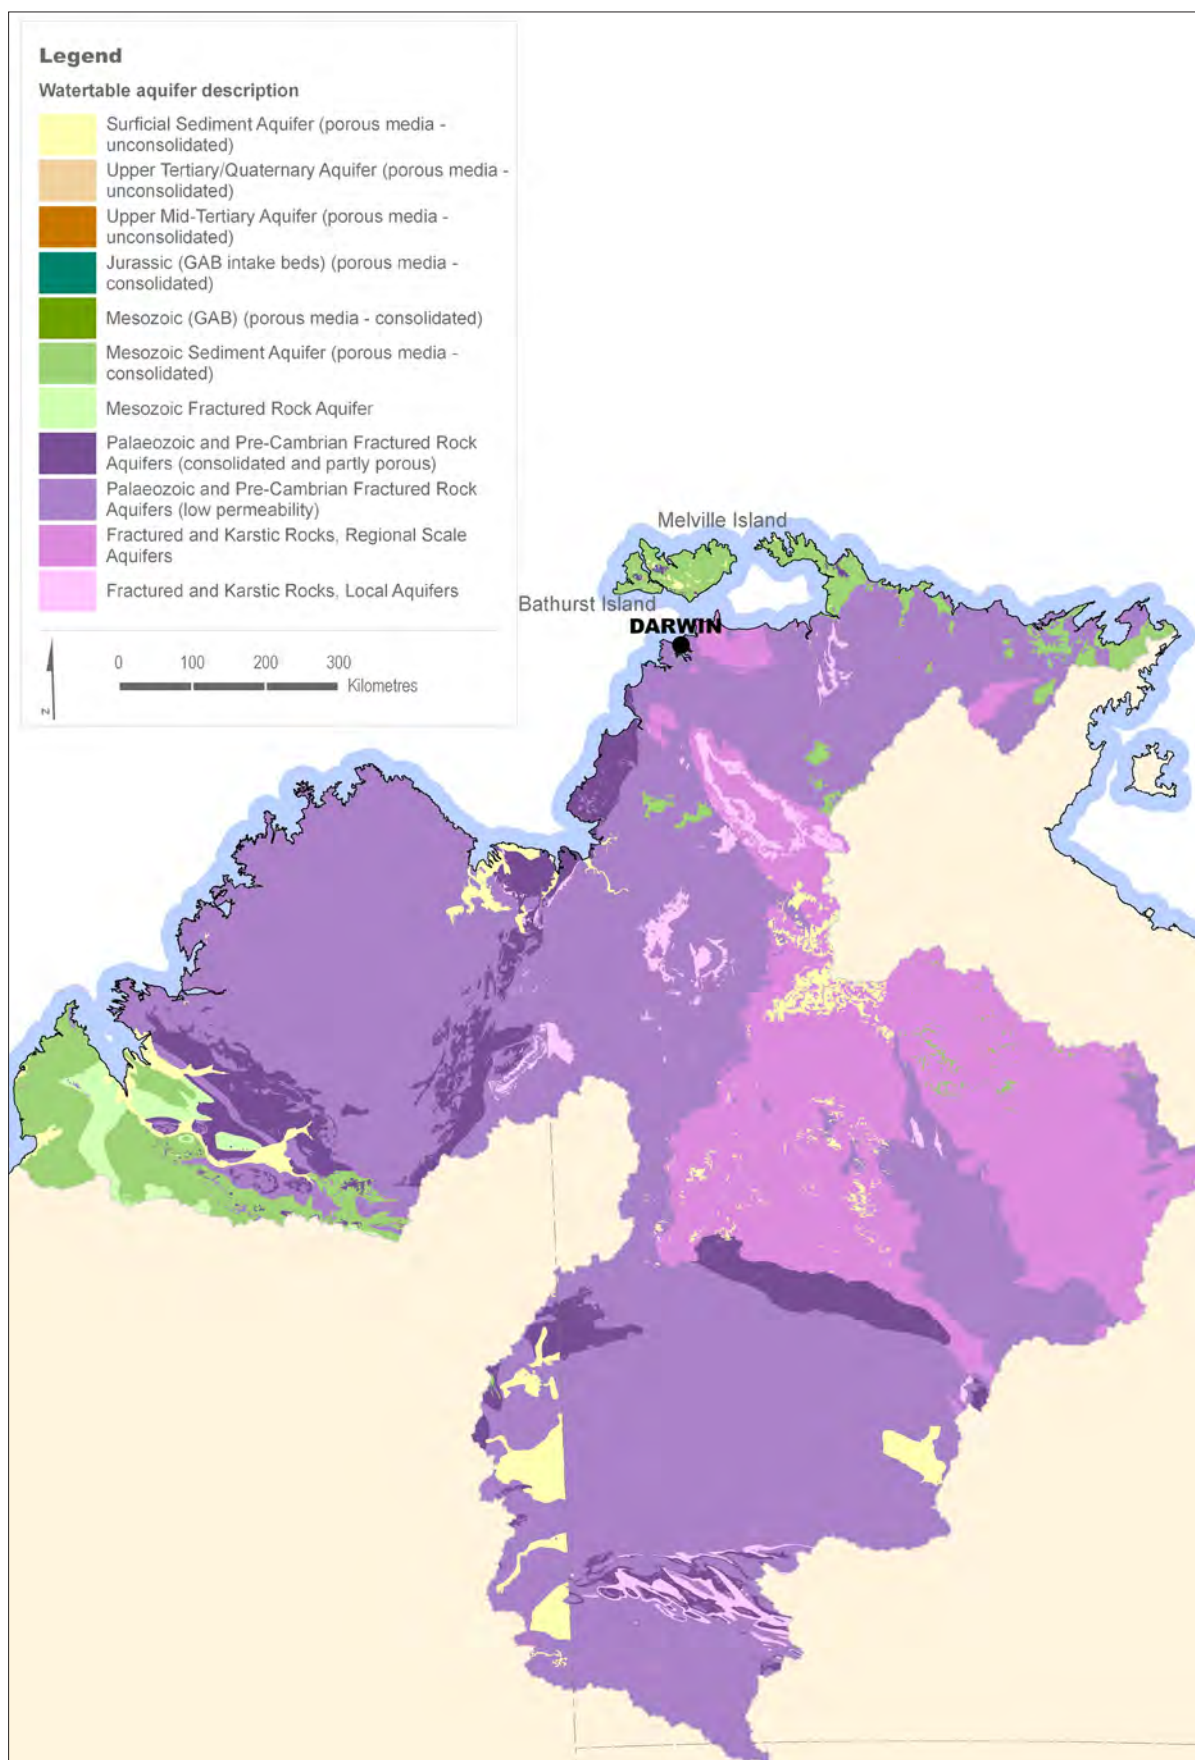 Legend
Watertable aquifer description
Surficial Sediment Aquifer (porous media -
unconsolidated)
Upper Tertiary/Quaternary Aquifer (porous media -
unconsolidated)
Upper Mid-Tertiary Aquifer (porous media -
unconsolidated)
Jurassic (GAB intake beds) (porous media -
consolidated)
Mesozoic (GAB) (porous media - consolidated)
Mesozoic Sediment Aquifer (porous media -
consolidated)
Mesozoic Fractured Rock Aquifer
Palaeozoic and Pre-Cambrian Fractured Rock
Aquifers (consolidated and partly porous)
Palaeozoic and Pre-Cambrian Fractured Rock
Aquifers (low permeability)
Fractured and Karstic Rocks, Regional Scale
Aquifers
Fractured and Karstic Rocks, Local Aquifers
0 100 200 300
Kilometres
N
Melville Island
Bathurst Island
DARWIN